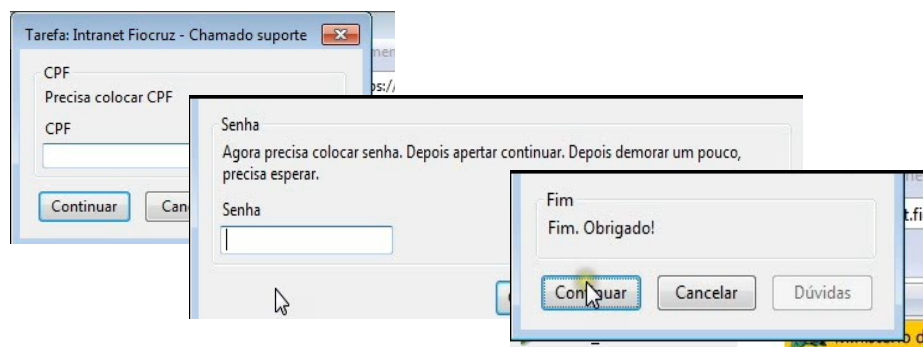 Tarefa: Intranet Fiocruz - Chamado suporte
CPF
Precisa colocar CPF
CPF
Continuar
Senha
Agora precisa colocar senha. Depois apertar continuar. Depois demorar um pouco,
precisa esperar.
Senha
Fim
Fim. Obrigado!
Continuar Cancelar Dúvidas